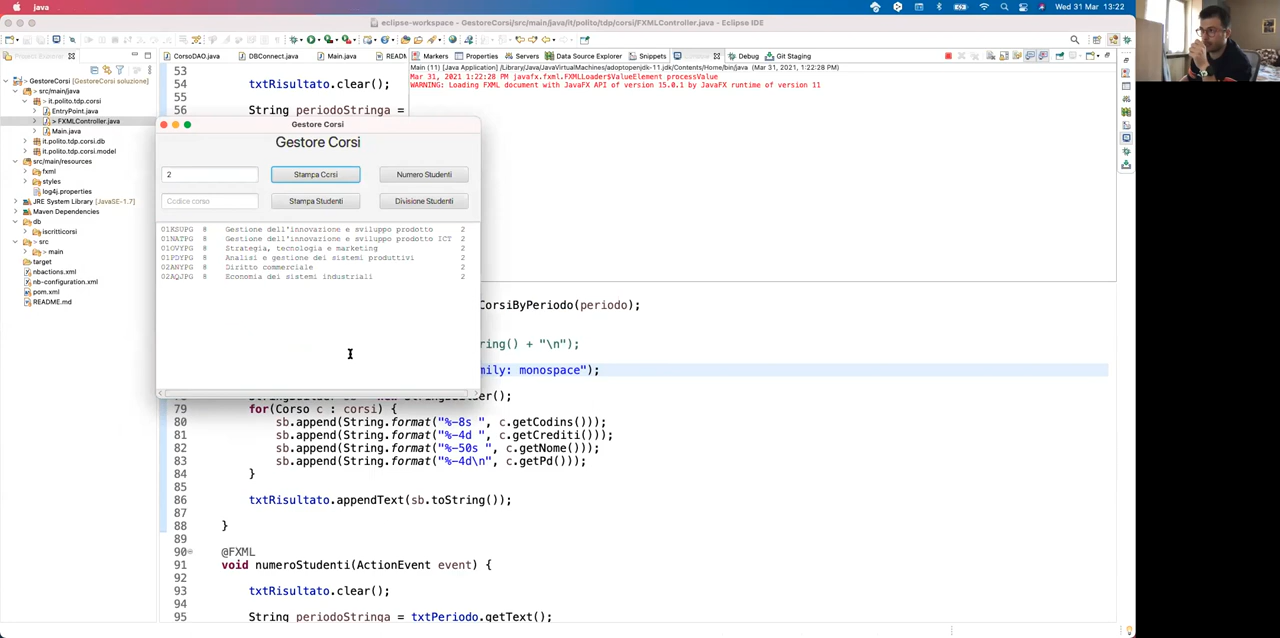 java
Wed 31 Mar 13:22
eclipse-workspace - GestoreCorsi/src/main/java/it/polito/tdp/corsi/FXMLController.java - Eclipse IDE
Project Explorer
GestoreCorsi [GestoreCorsi soluzione]
src/main/java
it.polito.tdp.corsi
EntryPoint.java
> FXMLController.java
Main.java
it.polito.tdp.corsi.db
it.polito.tdp.corsi.model
src/main/resources
fxml
styles
log4j.properties
JRE System Library [JavaSE-1.7]
Maven Dependencies
db
iscritticorsi
src
main
target
nbactions.xml
nb-configuration.xml
pom.xml
README.md
CorsoDAO.java
DBConnect.java
Main.java
READM
Markers
Properties
Servers
Data Source Explorer
Snippets
Debug
Git Staging
Main (11) [Java Application] /Library/Java/JavaVirtualMachines/adoptopenjdk-11.jdk/Contents/Home/bin/java (Mar 31, 2021 1:22:28 PM)
Mar 31, 2021 1:22:28 PM javafx.fxml.FXMLLoader$ValueElement processValue
WARNING: Loading FXML document with JavaFX API of version 15.0.1 by JavaFX runtime of version 11
53
54 txtRisultato.clear();
55
56 String periodoStringa =
Gestore Corsi
Gestore Corsi
2
Stampa Corsi
Numero Studenti
Codice corso
Stampa Studenti
Divisione Studenti
01KSUPG 8 Gestione dell'innovazione e sviluppo prodotto 2
01NATPG 8 Gestione dell'innovazione e sviluppo prodotto ICT 2
01OVYPG 8 Strategia, tecnologia e marketing 2
01PDYPG 8 Analisi e gestione dei sistemi produttivi 2
02ANYPG 8 Diritto commerciale 2
02AQJPG 8 Economia dei sistemi industriali 2
CorsiByPeriodo(periodo);
ring() + "\n");
mily: monospace");
79 for(Corso c : corsi) {
80 sb.append(String.format("%-8s ", c.getCodins()));
81 sb.append(String.format("%-4d ", c.getCrediti()));
82 sb.append(String.format("%-50s ", c.getNome()));
83 sb.append(String.format("%-4d\n", c.getPd()));
84 }
85
86 txtRisultato.appendText(sb.toString());
87
88 }
89
90 @FXML
91 void numeroStudenti(ActionEvent event) {
92
93 txtRisultato.clear();
94
95 String periodoStringa = txtPeriodo.getText();